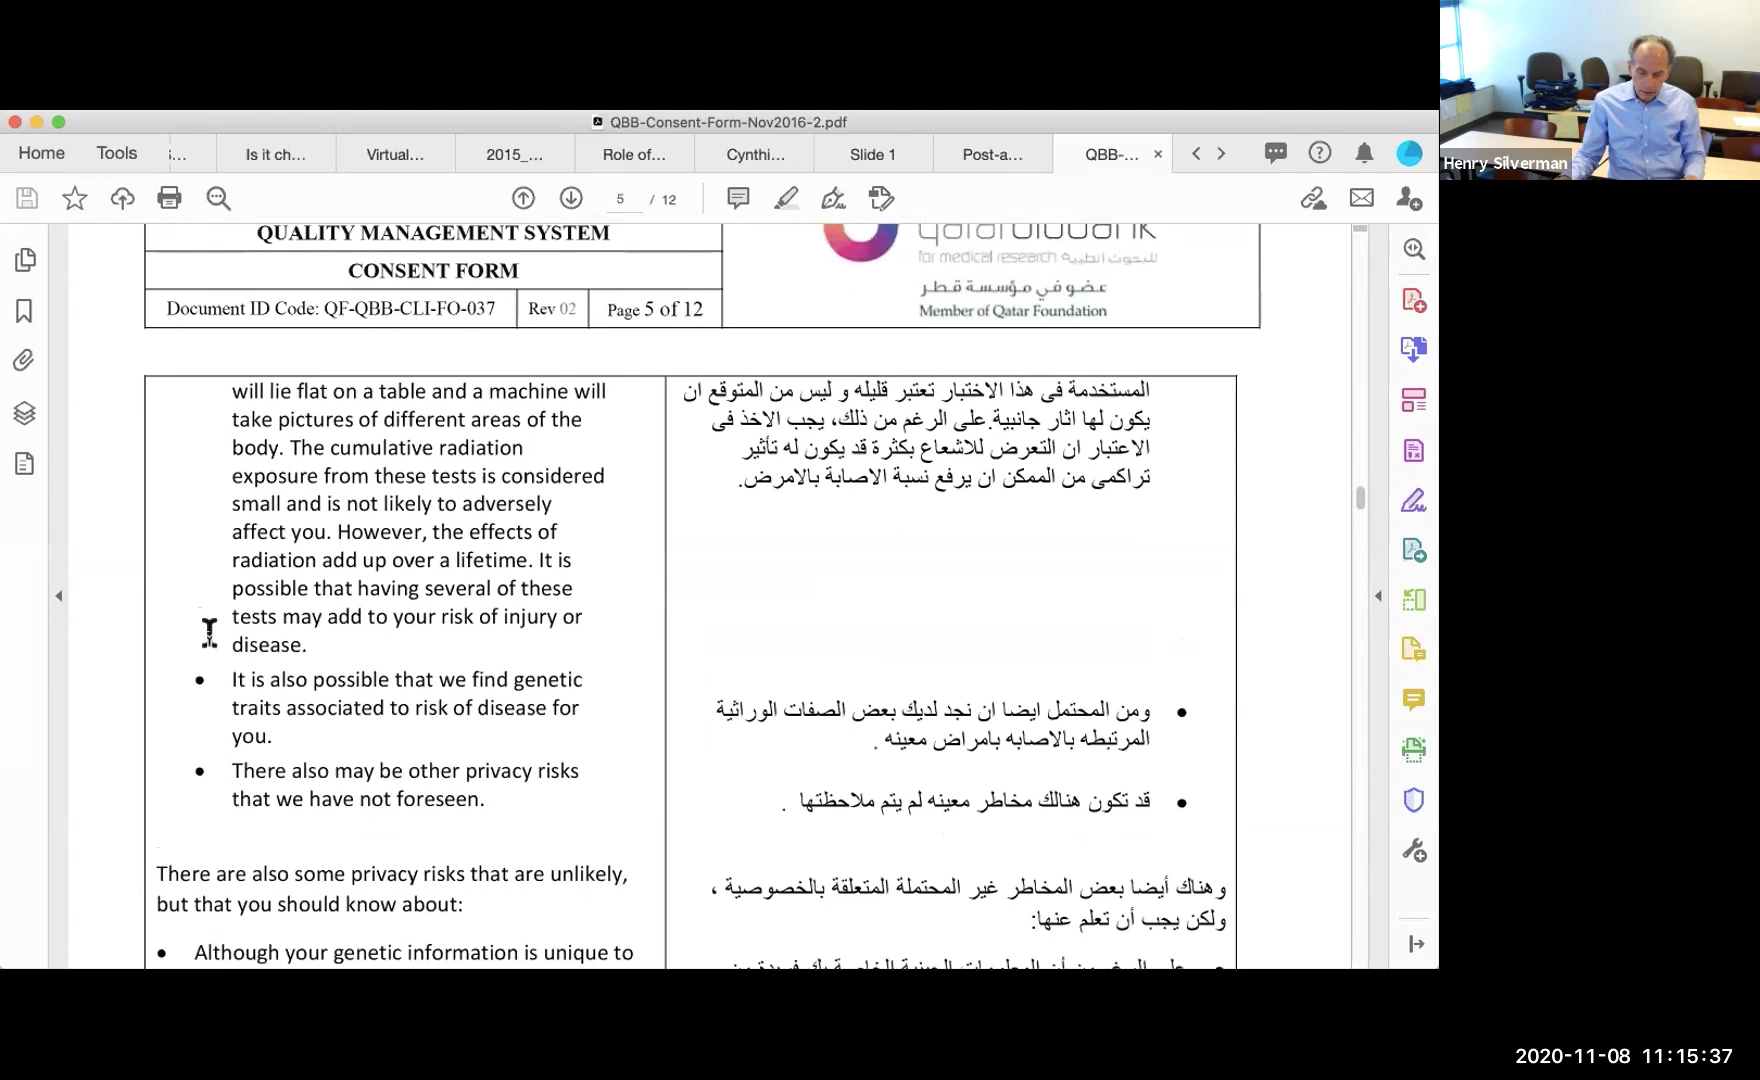 QBB-Consent-Form-Nov2016-2.pdf
Home
Tools
Is it ch...
Virtual...
2015_...
Role of...
Cynthi...
Slide 1
Post-a...
QBB-...
5 / 12
QUALITY MANAGEMENT SYSTEM
CONSENT FORM
Document ID Code: QF-QBB-CLI-FO-037
Rev 02
Page 5 of 12
for medical research للبحوث الطبية
عضو في مؤسسة قطر
Member of Qatar Foundation
will lie flat on a table and a machine will
take pictures of different areas of the
body. The cumulative radiation
exposure from these tests is considered
small and is not likely to adversely
affect you. However, the effects of
radiation add up over a lifetime. It is
possible that having several of these
tests may add to your risk of injury or
disease.
• It is also possible that we find genetic
traits associated to risk of disease for
you.
• There also may be other privacy risks
that we have not foreseen.
There are also some privacy risks that are unlikely,
but that you should know about:
• Although your genetic information is unique to
المستخدمة فى هذا الاختبار تعتبر قليله و ليس من المتوقع ان
يكون لها اثار جانبية.على الرغم من ذلك، يجب الاخذ فى
الاعتبار ان التعرض للاشعاع بكثرة قد يكون له تأثير
تراكمى من الممكن ان يرفع نسبة الاصابة بالامرض.
• ومن المحتمل ايضا ان نجد لديك بعض الصفات الوراثية
المرتبطه بالاصابه بامراض معينه .
• قد تكون هنالك مخاطر معينه لم يتم ملاحظتها .
وهناك أيضا بعض المخاطر غير المحتملة المتعلقة بالخصوصية ،
ولكن يجب أن تعلم عنها:
Henry Silverman
2020-11-08 11:15:37